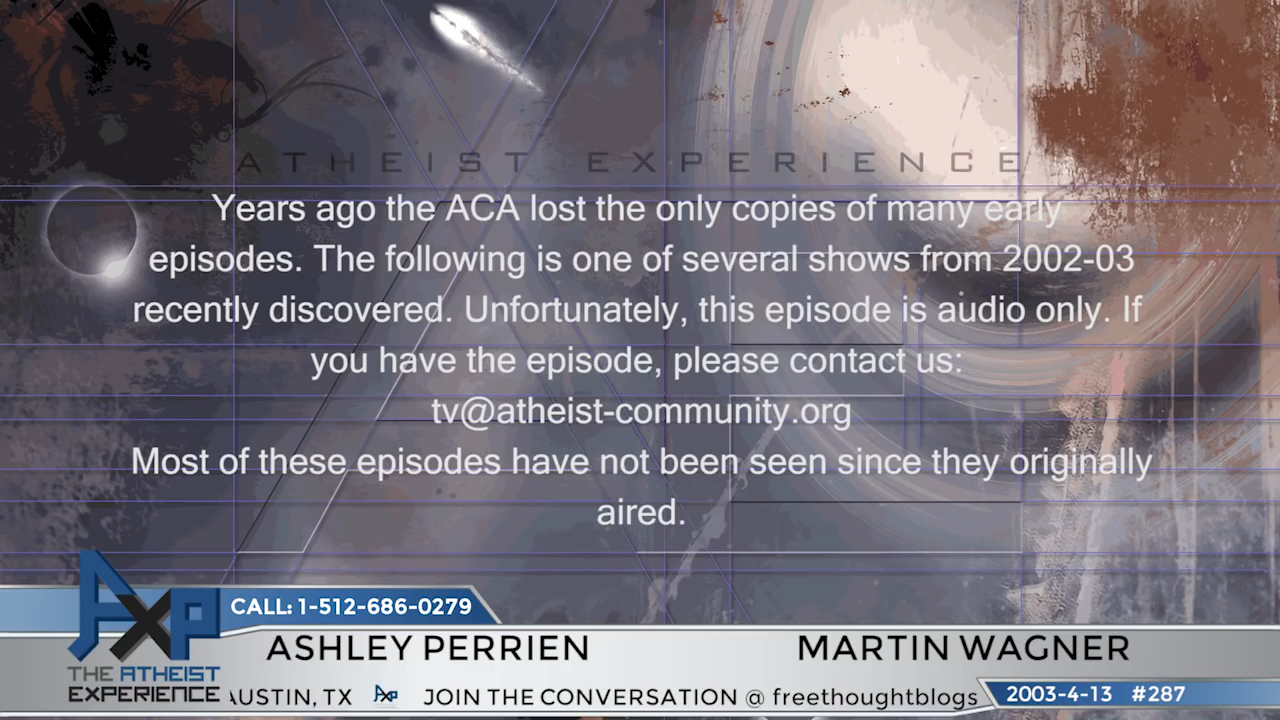 ATHEIST EXPERIENCE
Years ago the ACA lost the only copies of many early
episodes. The following is one of several shows from 2002-03
recently discovered. Unfortunately, this episode is audio only. If
you have the episode, please contact us:
tv@atheist-community.org
Most of these episodes have not been seen since they originally
aired.
CALL: 1-512-686-0279
AXP
THE ATHEIST
EXPERIENCE
ASHLEY PERRIEN
MARTIN WAGNER
AUSTIN, TX AXP JOIN THE CONVERSATION @ freethoughtblogs
2003-4-13 #287